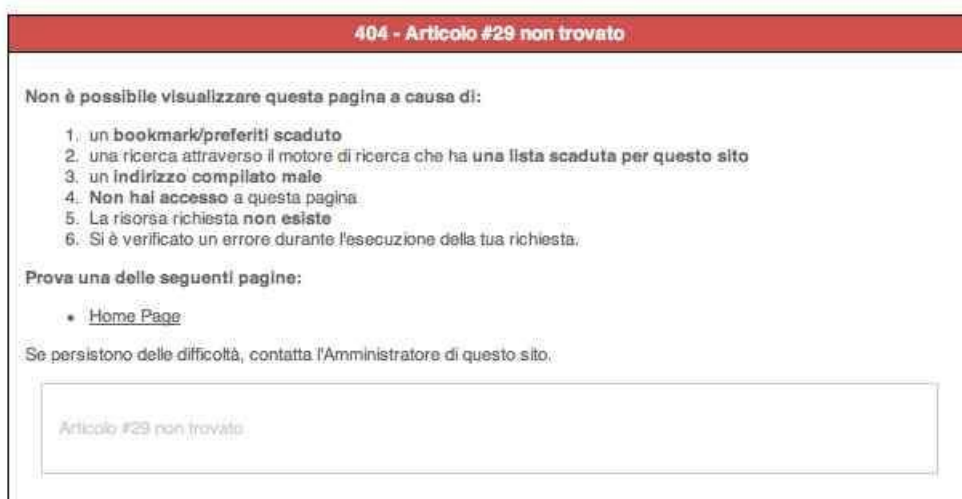 404 - Articolo #29 non trovato
Non è possibile visualizzare questa pagina a causa di:
1. un bookmark/preferiti scaduto
2. una ricerca attraverso il motore di ricerca che ha una lista scaduta per questo sito
3. un indirizzo compilato male
4. Non hai accesso a questa pagina
5. La risorsa richiesta non esiste
6. Si è verificato un errore durante l'esecuzione della tua richiesta.
Prova una delle seguenti pagine:
• Home Page
Se persistono delle difficoltà, contatta l'Amministratore di questo sito.
Articolo #29 non trovato